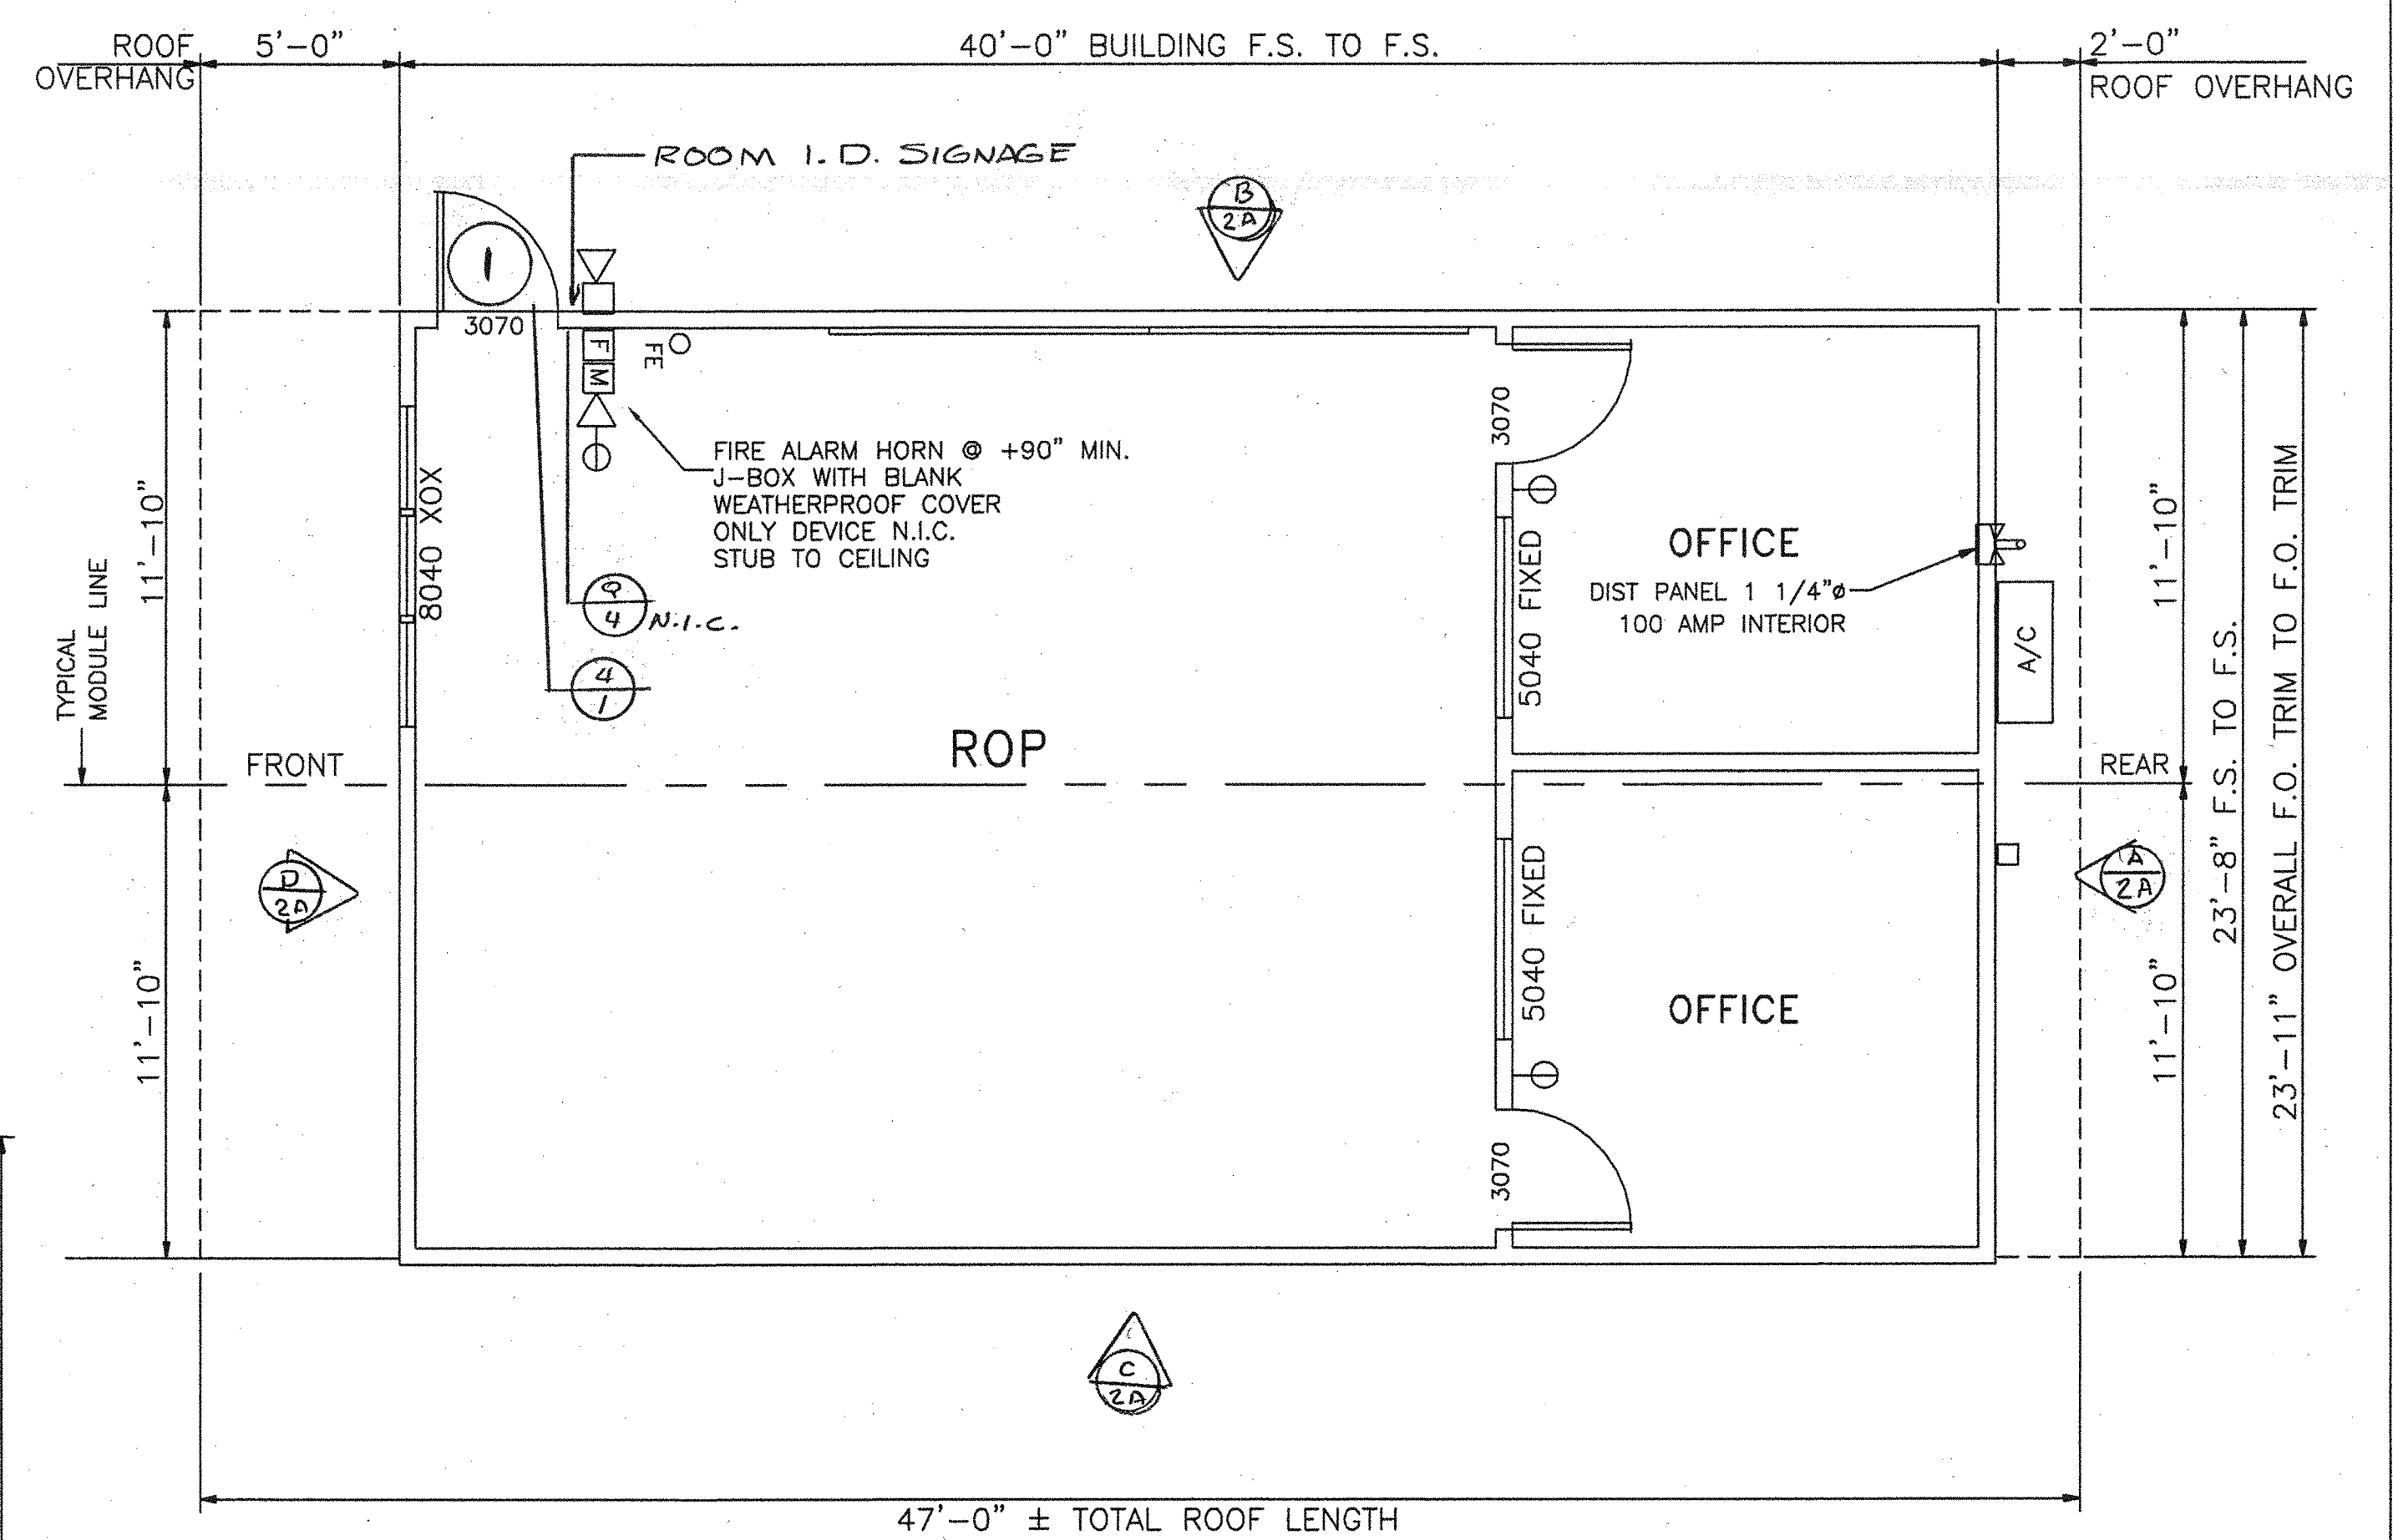 ROOF
OVERHANG
5'-0"
40'-0" BUILDING F.S. TO F.S.
2'-0"
ROOF OVERHANG
ROOM I.D. SIGNAGE
B
2A
1
3070
F
M
FE
FIRE ALARM HORN @ +90" MIN.
J-BOX WITH BLANK
WEATHERPROOF COVER
ONLY DEVICE N.I.C.
STUB TO CEILING
9
4
N.I.C.
4
1
8040 XOX
11'-10"
TYPICAL
MODULE LINE
FRONT
ROP
3070
5040 FIXED
OFFICE
DIST PANEL 1 1/4"ø
100 AMP INTERIOR
A/C
11'-10"
23'-8" F.S. TO F.S.
23'-11" OVERALL F.O. TRIM TO F.O. TRIM
REAR
D
2A
A
2A
11'-10"
5040 FIXED
OFFICE
3070
11'-10"
C
2A
47'-0" ± TOTAL ROOF LENGTH